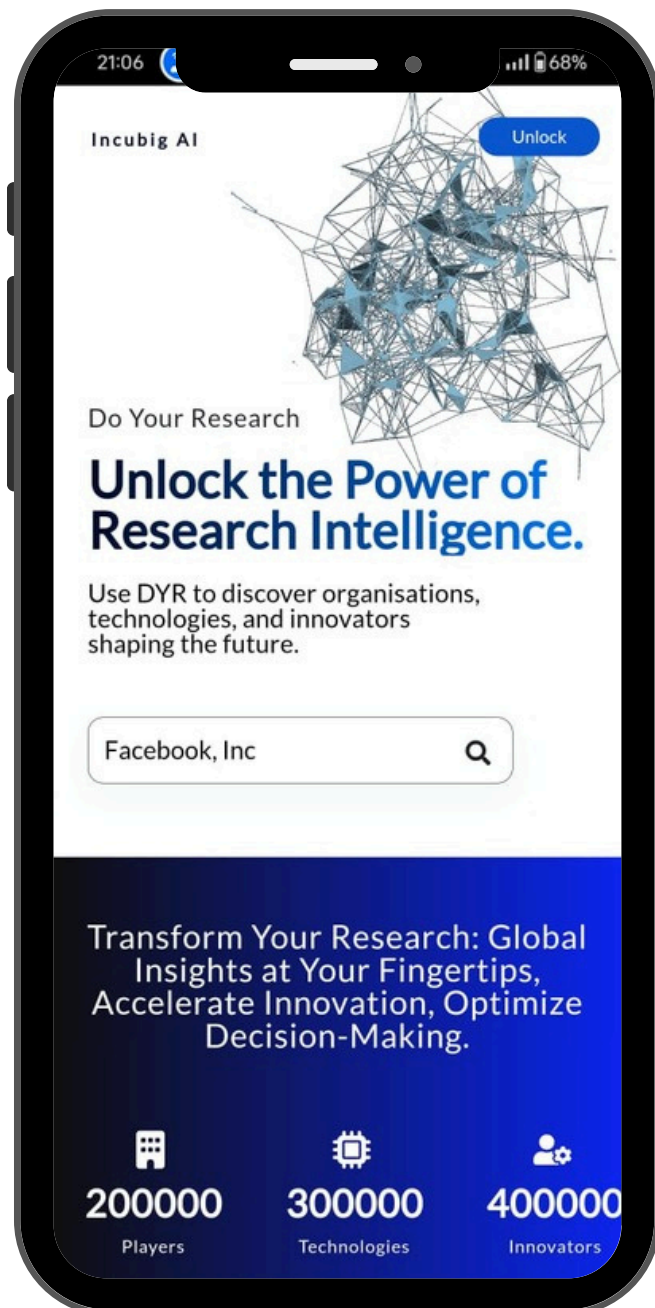 21:06
68%
Incubig AI
Unlock
Do Your Research
Unlock the Power of
Research Intelligence.
Use DYR to discover organisations,
technologies, and innovators
shaping the future.
Facebook, Inc
Transform Your Research: Global
Insights at Your Fingertips,
Accelerate Innovation, Optimize
Decision-Making.
200000 300000 400000
Players Technologies Innovators